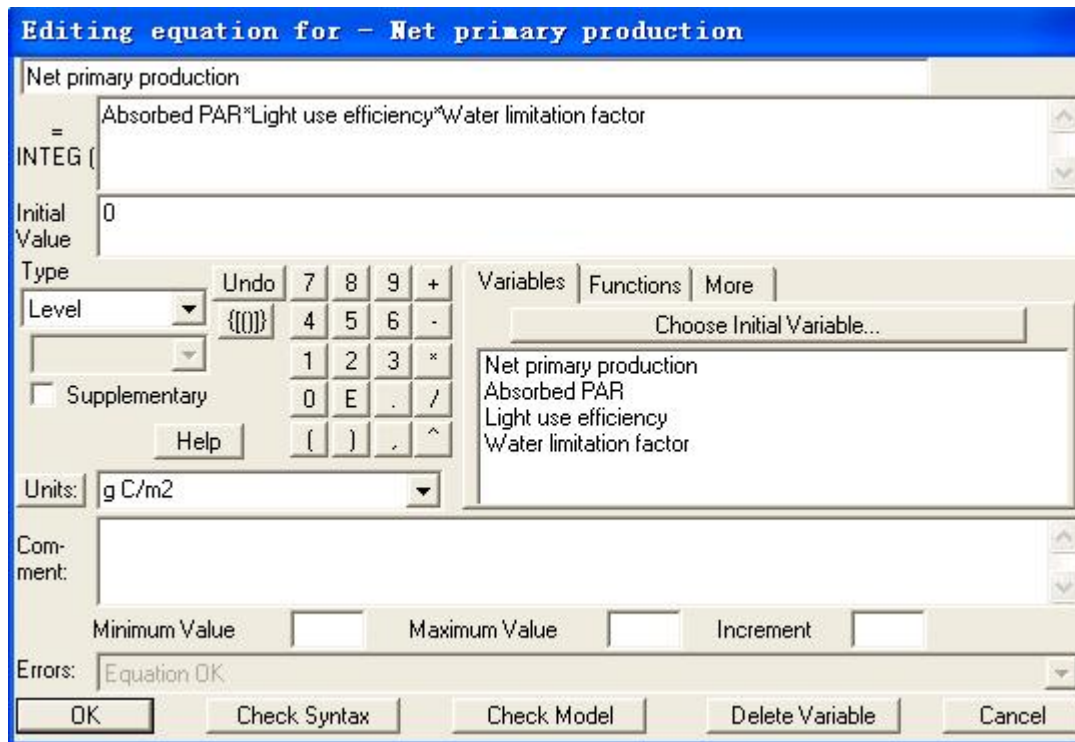 Editing equation for - Net primary production
Net primary production
= INTEG (
Absorbed PAR*Light use efficiency*Water limitation factor
Initial Value
0
Type
Level
Undo
7 8 9 +
{[()]}
4 5 6 -
1 2 3 *
Supplementary
0 E . /
Help
( ) , ^
Variables Functions More
Choose Initial Variable...
Net primary production
Absorbed PAR
Light use efficiency
Water limitation factor
Units: g C/m2
Com-
ment:
Minimum Value Maximum Value Increment
Errors: Equation OK
OK Check Syntax Check Model Delete Variable Cancel